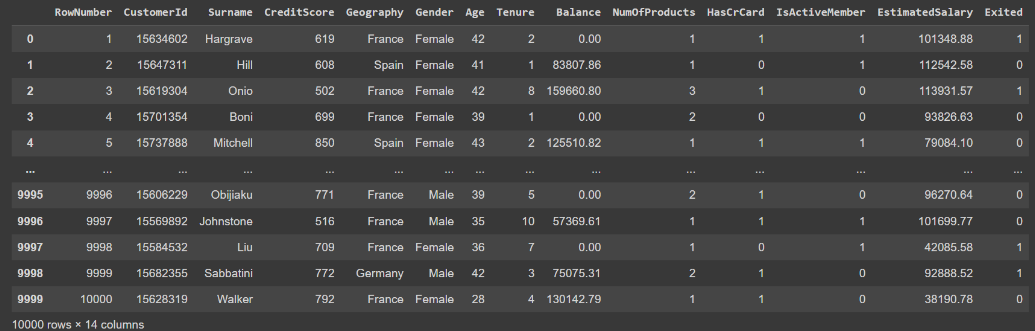 RowNumber CustomerId Surname CreditScore Geography Gender Age Tenure Balance NumOfProducts HasCrCard IsActiveMember EstimatedSalary Exited
0 1 15634602 Hargrave 619 France Female 42 2 0.00 1 1 1 101348.88 1
1 2 15647311 Hill 608 Spain Female 41 1 83807.86 1 0 1 112542.58 0
2 3 15619304 Onio 502 France Female 42 8 159660.80 3 1 0 113931.57 1
3 4 15701354 Boni 699 France Female 39 1 0.00 2 0 0 93826.63 0
4 5 15737888 Mitchell 850 Spain Female 43 2 125510.82 1 1 1 79084.10 0
... ... ... ... ... ... ... ... ... ... ... ... ... ... ...
9995 9996 15606229 Obijiaku 771 France Male 39 5 0.00 2 1 0 96270.64 0
9996 9997 15569892 Johnstone 516 France Male 35 10 57369.61 1 1 1 101699.77 0
9997 9998 15584532 Liu 709 France Female 36 7 0.00 1 0 1 42085.58 1
9998 9999 15682355 Sabbatini 772 Germany Male 42 3 75075.31 2 1 0 92888.52 1
9999 10000 15628319 Walker 792 France Female 28 4 130142.79 1 1 0 38190.78 0
10000 rows × 14 columns